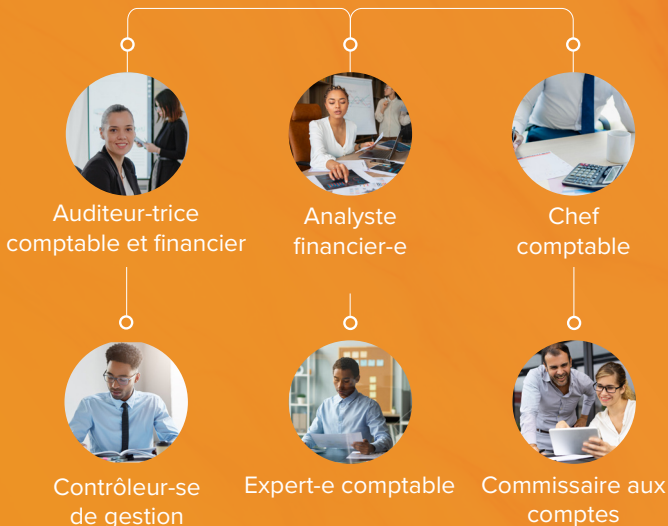 Auditeur-trice
comptable et financier
Analyste
financier-e
Chef
comptable
Contrôleur-se
de gestion
Expert-e comptable
Commissaire aux
comptes